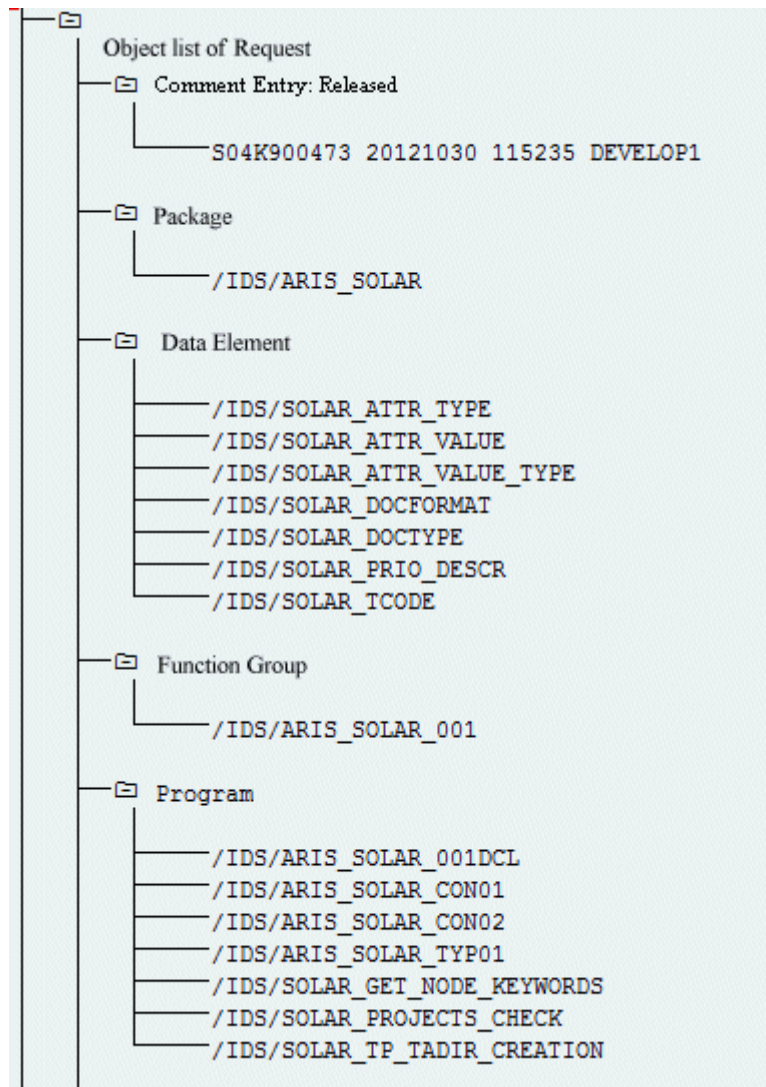 Object list of Request
Comment Entry: Released
S04K900473 20121030 115235 DEVELOP1
Package
/IDS/ARIS_SOLAR
Data Element
/IDS/SOLAR_ATTR_TYPE
/IDS/SOLAR_ATTR_VALUE
/IDS/SOLAR_ATTR_VALUE_TYPE
/IDS/SOLAR_DOCFORMAT
/IDS/SOLAR_DOCTYPE
/IDS/SOLAR_PRIO_DESCR
/IDS/SOLAR_TCODE
Function Group
/IDS/ARIS_SOLAR_001
Program
/IDS/ARIS_SOLAR_001DCL
/IDS/ARIS_SOLAR_CON01
/IDS/ARIS_SOLAR_CON02
/IDS/ARIS_SOLAR_TYP01
/IDS/SOLAR_GET_NODE_KEYWORDS
/IDS/SOLAR_PROJECTS_CHECK
/IDS/SOLAR_TP_TADIR_CREATION